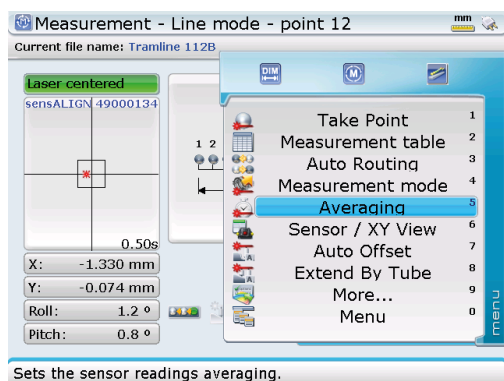 Measurement - Line mode - point 12
mm
Current file name: Tramline 112B
Laser centered
sensALIGN 49000134
0.50s
X: -1.330 mm
Y: -0.074 mm
Roll: 1.2 º
Pitch: 0.8 º
1 2
DIM
M
Take Point 1
Measurement table 2
Auto Routing 3
Measurement mode 4
Averaging 5
Sensor / XY View 6
Auto Offset 7
Extend By Tube 8
More... 9
Menu 0
menu
Sets the sensor readings averaging.